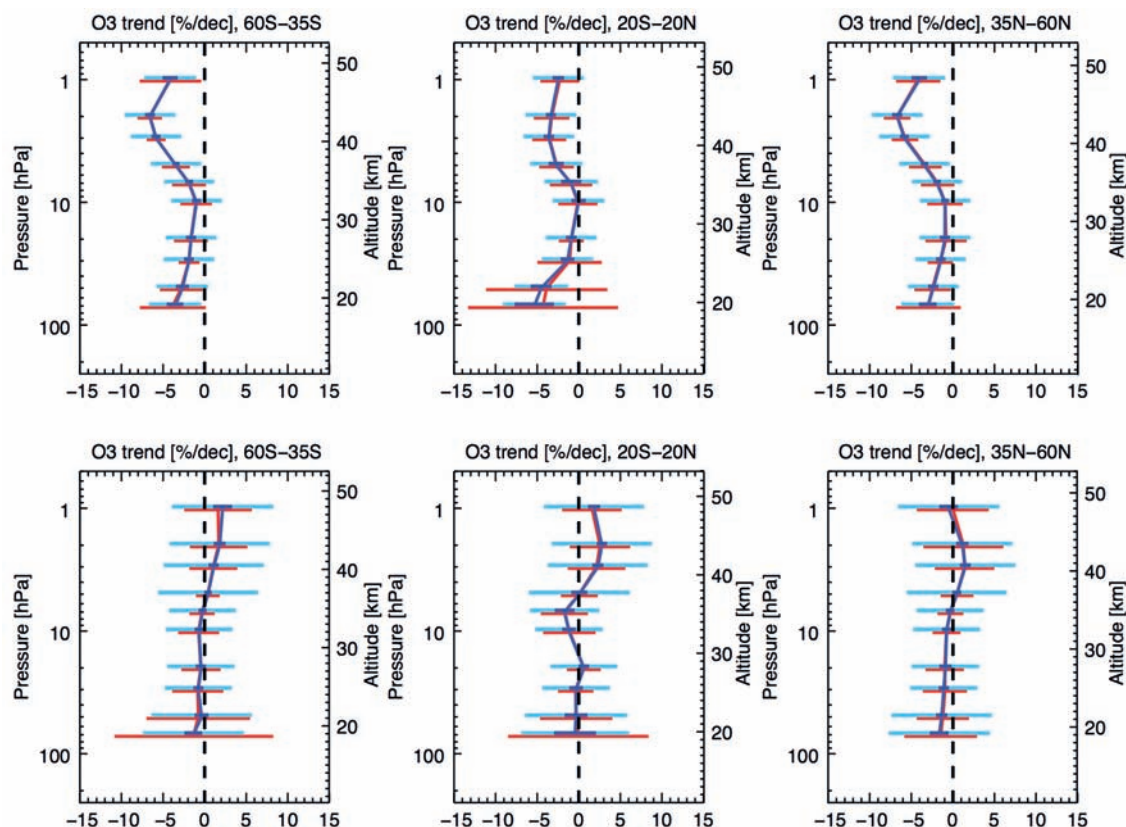 O3 trend [%/dec], 60S−35S
O3 trend [%/dec], 20S−20N
O3 trend [%/dec], 35N−60N
1
10
100
Pressure [hPa]
50
40
30
20
Altitude [km]
−15 −10 −5 0 5 10 15
1
10
100
Pressure [hPa]
50
40
30
20
Altitude [km]
−15 −10 −5 0 5 10 15
1
10
100
Pressure [hPa]
50
40
30
20
Altitude [km]
−15 −10 −5 0 5 10 15
O3 trend [%/dec], 60S−35S
O3 trend [%/dec], 20S−20N
O3 trend [%/dec], 35N−60N
1
10
100
Pressure [hPa]
50
40
30
20
Altitude [km]
−15 −10 −5 0 5 10 15
1
10
100
Pressure [hPa]
50
40
30
20
Altitude [km]
−15 −10 −5 0 5 10 15
1
10
100
Pressure [hPa]
50
40
30
20
Altitude [km]
−15 −10 −5 0 5 10 15